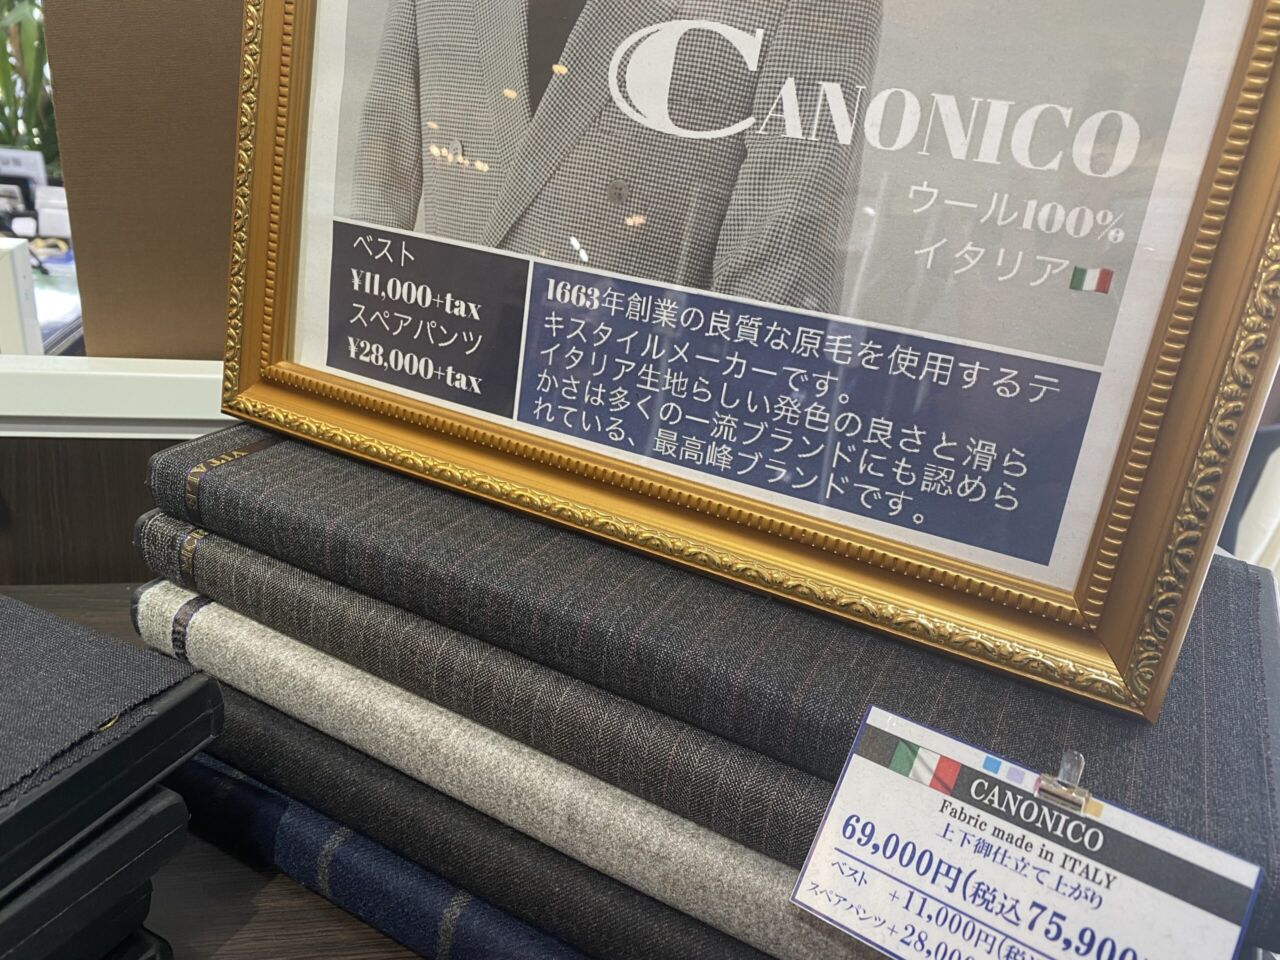 CANONICO
ウール100%
イタリア
ベスト
¥11,000+tax
スペアパンツ
¥28,000+tax
1663年創業の良質な原毛を使用するテ
キスタイルメーカーです。
イタリア生地らしい発色の良さと滑ら
かさは多くの一流ブランドにも認めら
れている、最高峰ブランドです。
CANONICO
Fabric made in ITALY
上下御仕立て上がり
69,000円(税込75,900
ベスト +11,000円(税
スペアパンツ+28,00